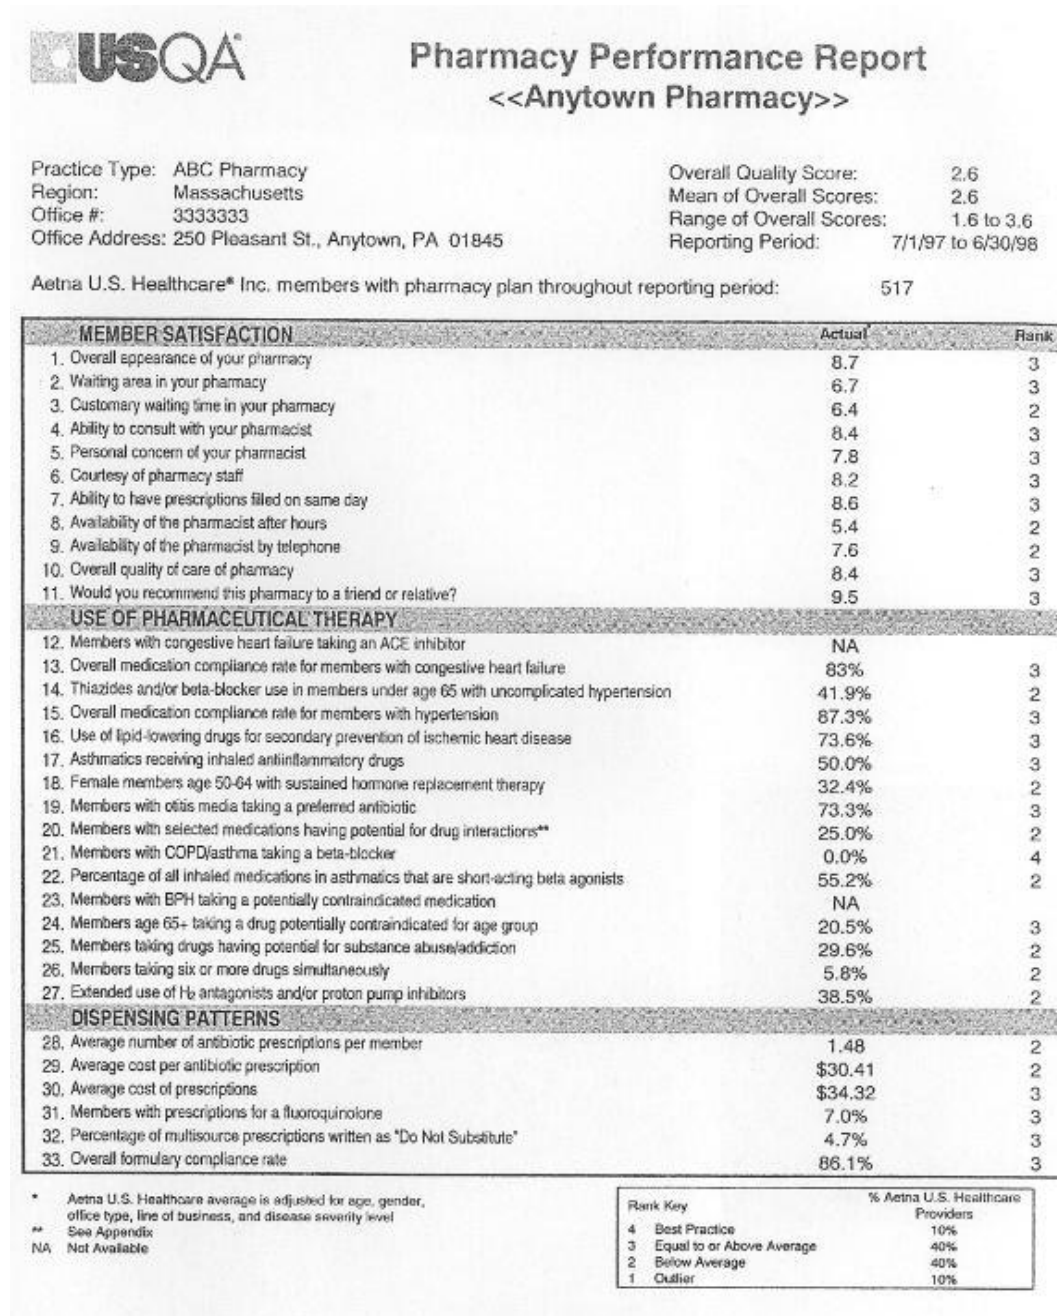 USQA
Pharmacy Performance Report
<<Anytown Pharmacy>>
Practice Type: ABC Pharmacy
Region: Massachusetts
Office #: 3333333
Office Address: 250 Pleasant St., Anytown, PA 01845
Overall Quality Score: 2.6
Mean of Overall Scores: 2.6
Range of Overall Scores: 1.6 to 3.6
Reporting Period: 7/1/97 to 6/30/98
Aetna U.S. Healthcare® Inc. members with pharmacy plan throughout reporting period: 517
MEMBER SATISFACTION Actual* Rank
1. Overall appearance of your pharmacy 8.7 3
2. Waiting area in your pharmacy 6.7 3
3. Customary waiting time in your pharmacy 6.4 2
4. Ability to consult with your pharmacist 8.4 3
5. Personal concern of your pharmacist 7.8 3
6. Courtesy of pharmacy staff 8.2 3
7. Ability to have prescriptions filled on same day 8.6 3
8. Availability of the pharmacist after hours 5.4 2
9. Availability of the pharmacist by telephone 7.6 2
10. Overall quality of care of pharmacy 8.4 3
11. Would you recommend this pharmacy to a friend or relative? 9.5 3
USE OF PHARMACEUTICAL THERAPY
12. Members with congestive heart failure taking an ACE inhibitor NA
13. Overall medication compliance rate for members with congestive heart failure 83% 3
14. Thiazides and/or beta-blocker use in members under age 65 with uncomplicated hypertension 41.9% 2
15. Overall medication compliance rate for members with hypertension 87.3% 3
16. Use of lipid-lowering drugs for secondary prevention of ischemic heart disease 73.6% 3
17. Asthmatics receiving inhaled antiinflammatory drugs 50.0% 3
18. Female members age 50-64 with sustained hormone replacement therapy 32.4% 2
19. Members with otitis media taking a preferred antibiotic 73.3% 3
20. Members with selected medications having potential for drug interactions** 25.0% 2
21. Members with COPD/asthma taking a beta-blocker 0.0% 4
22. Percentage of all inhaled medications in asthmatics that are short-acting beta agonists 55.2% 2
23. Members with BPH taking a potentially contraindicated medication NA
24. Members age 65+ taking a drug potentially contraindicated for age group 20.5% 3
25. Members taking drugs having potential for substance abuse/addiction 29.6% 2
26. Members taking six or more drugs simultaneously 5.8% 2
27. Extended use of H₂ antagonists and/or proton pump inhibitors 38.5% 2
DISPENSING PATTERNS
28. Average number of antibiotic prescriptions per member 1.48 2
29. Average cost per antibiotic prescription $30.41 2
30. Average cost of prescriptions $34.32 3
31. Members with prescriptions for a fluoroquinolone 7.0% 3
32. Percentage of multisource prescriptions written as "Do Not Substitute" 4.7% 3
33. Overall formulary compliance rate 86.1% 3
* Aetna U.S. Healthcare average is adjusted for age, gender,
office type, line of business, and disease severity level
** See Appendix
NA Not Available
Rank Key % Aetna U.S. Healthcare
Providers
4 Best Practice 10%
3 Equal to or Above Average 40%
2 Below Average 40%
1 Outlier 10%